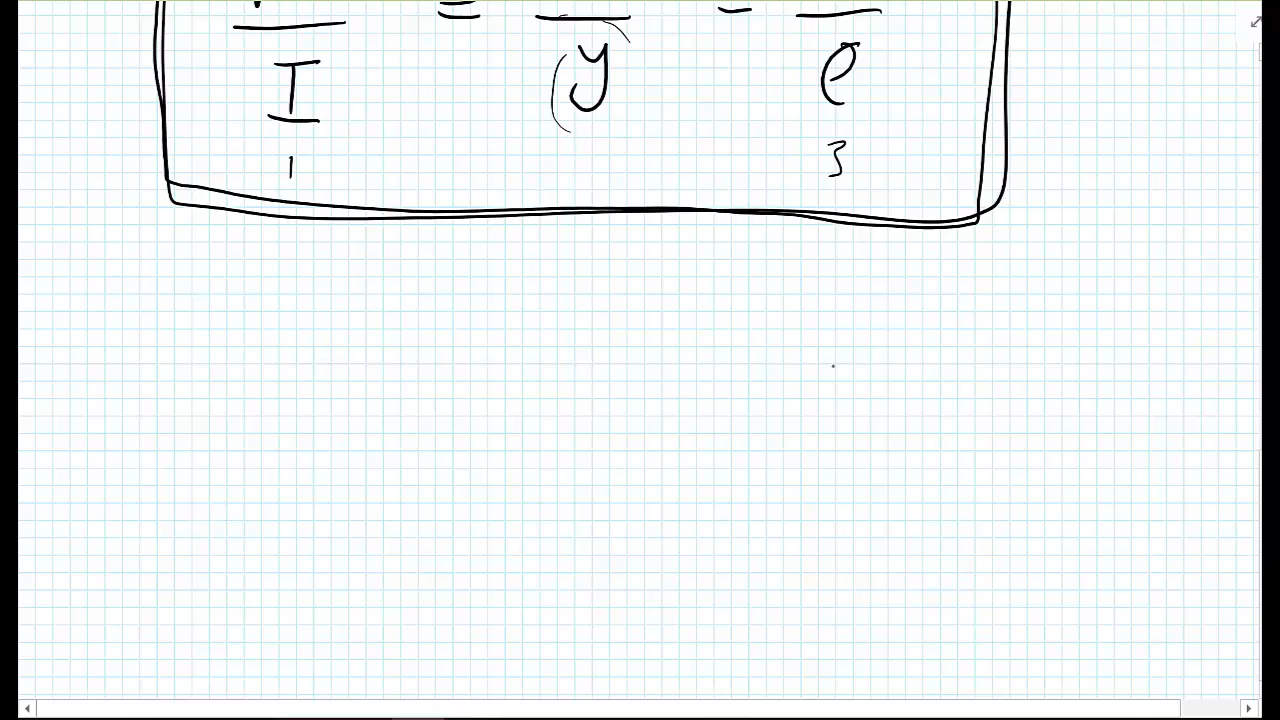 = =
I y ρ
1 3